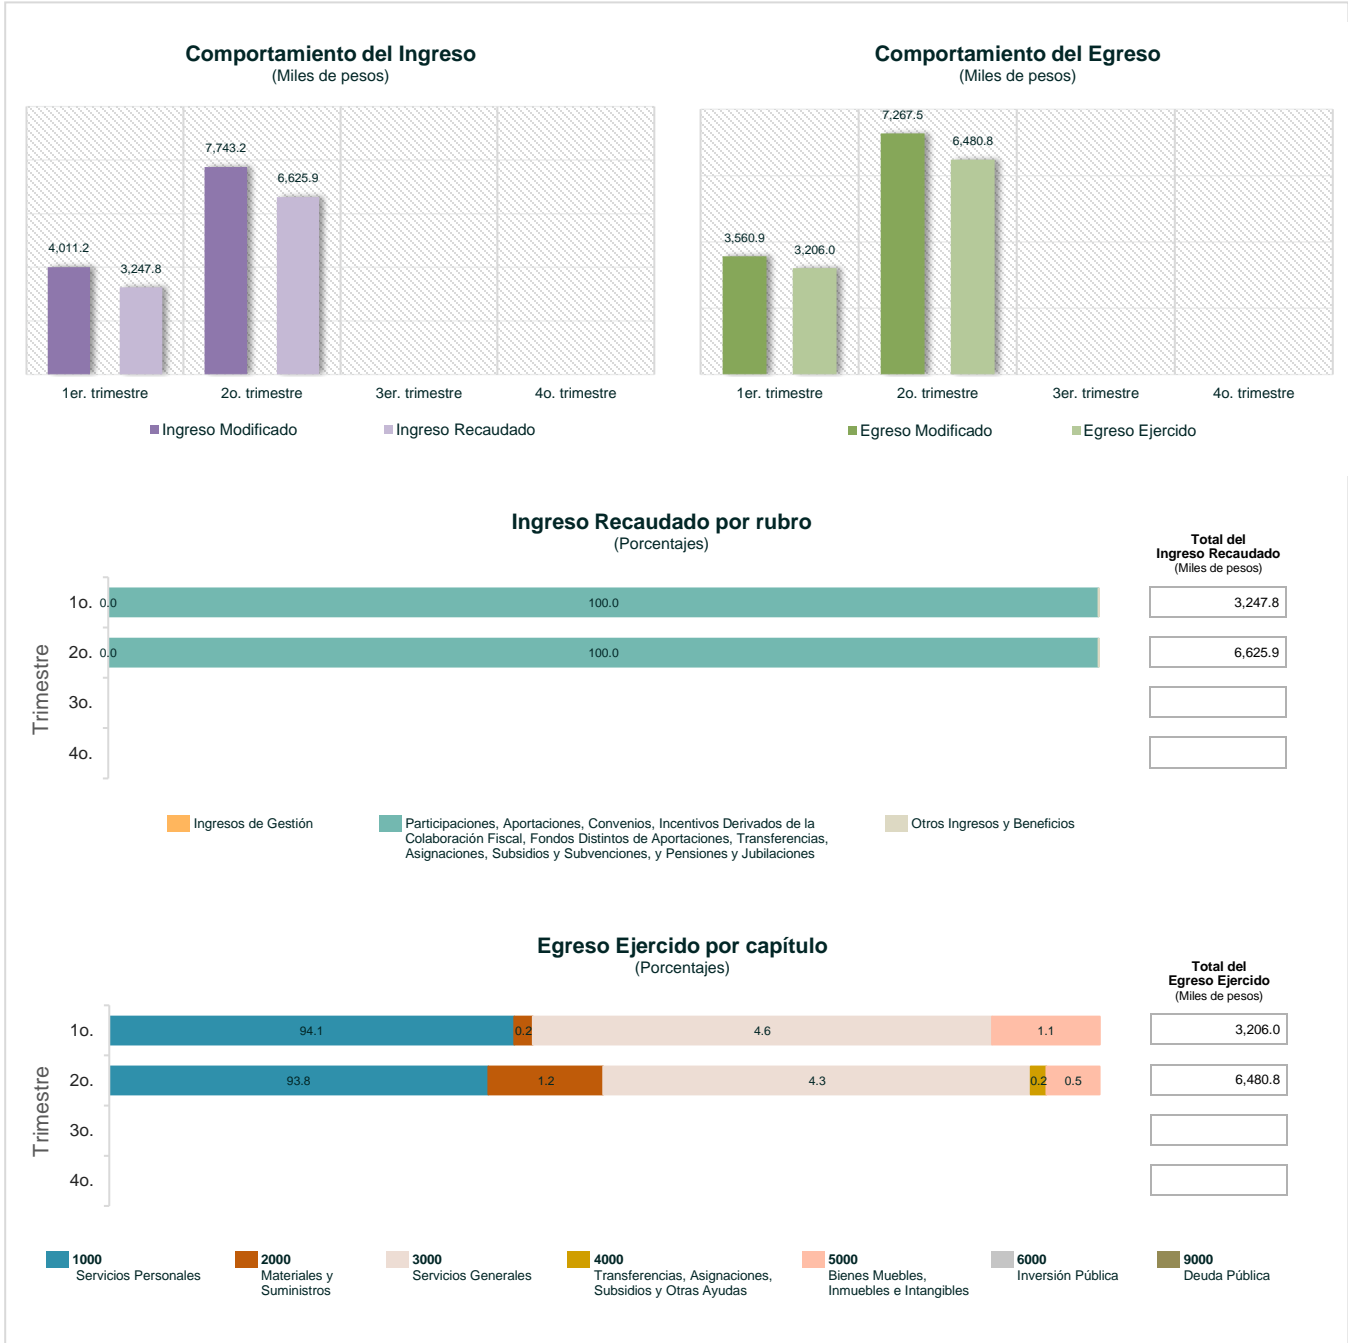 Comportamiento del Ingreso
(Miles de pesos)
7,743.2
6,625.9
4,011.2
3,247.8
1er. trimestre
2o. trimestre
3er. trimestre
4o. trimestre
Ingreso Modificado
Ingreso Recaudado
Comportamiento del Egreso
(Miles de pesos)
7,267.5
6,480.8
3,560.9
3,206.0
1er. trimestre
2o. trimestre
3er. trimestre
4o. trimestre
Egreso Modificado
Egreso Ejercido
Ingreso Recaudado por rubro
(Porcentajes)
Total del
Ingreso Recaudado
(Miles de pesos)
Trimestre
1o. 0.0 100.0 3,247.8
2o. 0.0 100.0 6,625.9
3o.
4o.
Ingresos de Gestión
Participaciones, Aportaciones, Convenios, Incentivos Derivados de la
Colaboración Fiscal, Fondos Distintos de Aportaciones, Transferencias,
Asignaciones, Subsidios y Subvenciones, y Pensiones y Jubilaciones
Otros Ingresos y Beneficios
Egreso Ejercido por capítulo
(Porcentajes)
Total del
Egreso Ejercido
(Miles de pesos)
Trimestre
1o. 94.1 0.2 4.6 1.1 3,206.0
2o. 93.8 1.2 4.3 0.2 0.5 6,480.8
3o.
4o.
1000
Servicios Personales
2000
Materiales y
Suministros
3000
Servicios Generales
4000
Transferencias, Asignaciones,
Subsidios y Otras Ayudas
5000
Bienes Muebles,
Inmuebles e Intangibles
6000
Inversión Pública
9000
Deuda Pública